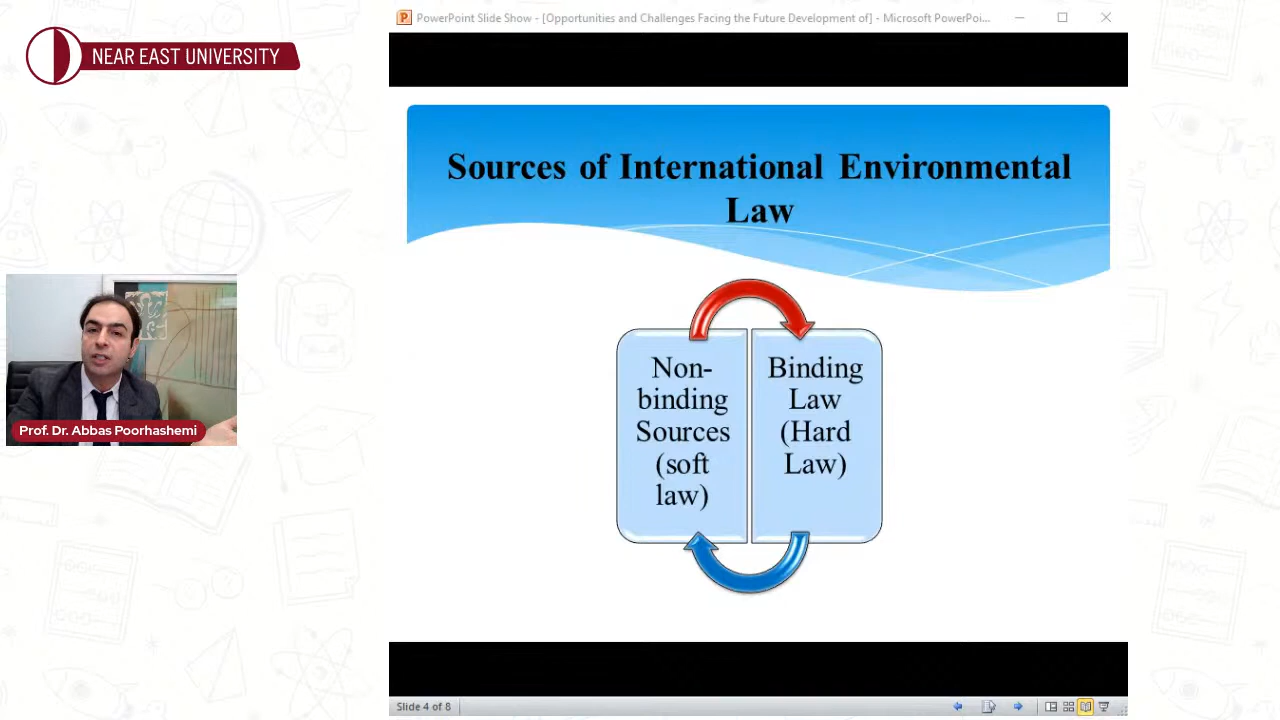 NEAR EAST UNIVERSITY
PowerPoint Slide Show - [Opportunities and Challenges Facing the Future Development of] - Microsoft PowerPoi...
Sources of International Environmental
Law
Non-
binding
Sources
(soft
law)
Binding
Law
(Hard
Law)
Prof. Dr. Abbas Poorhashemi
Slide 4 of 8